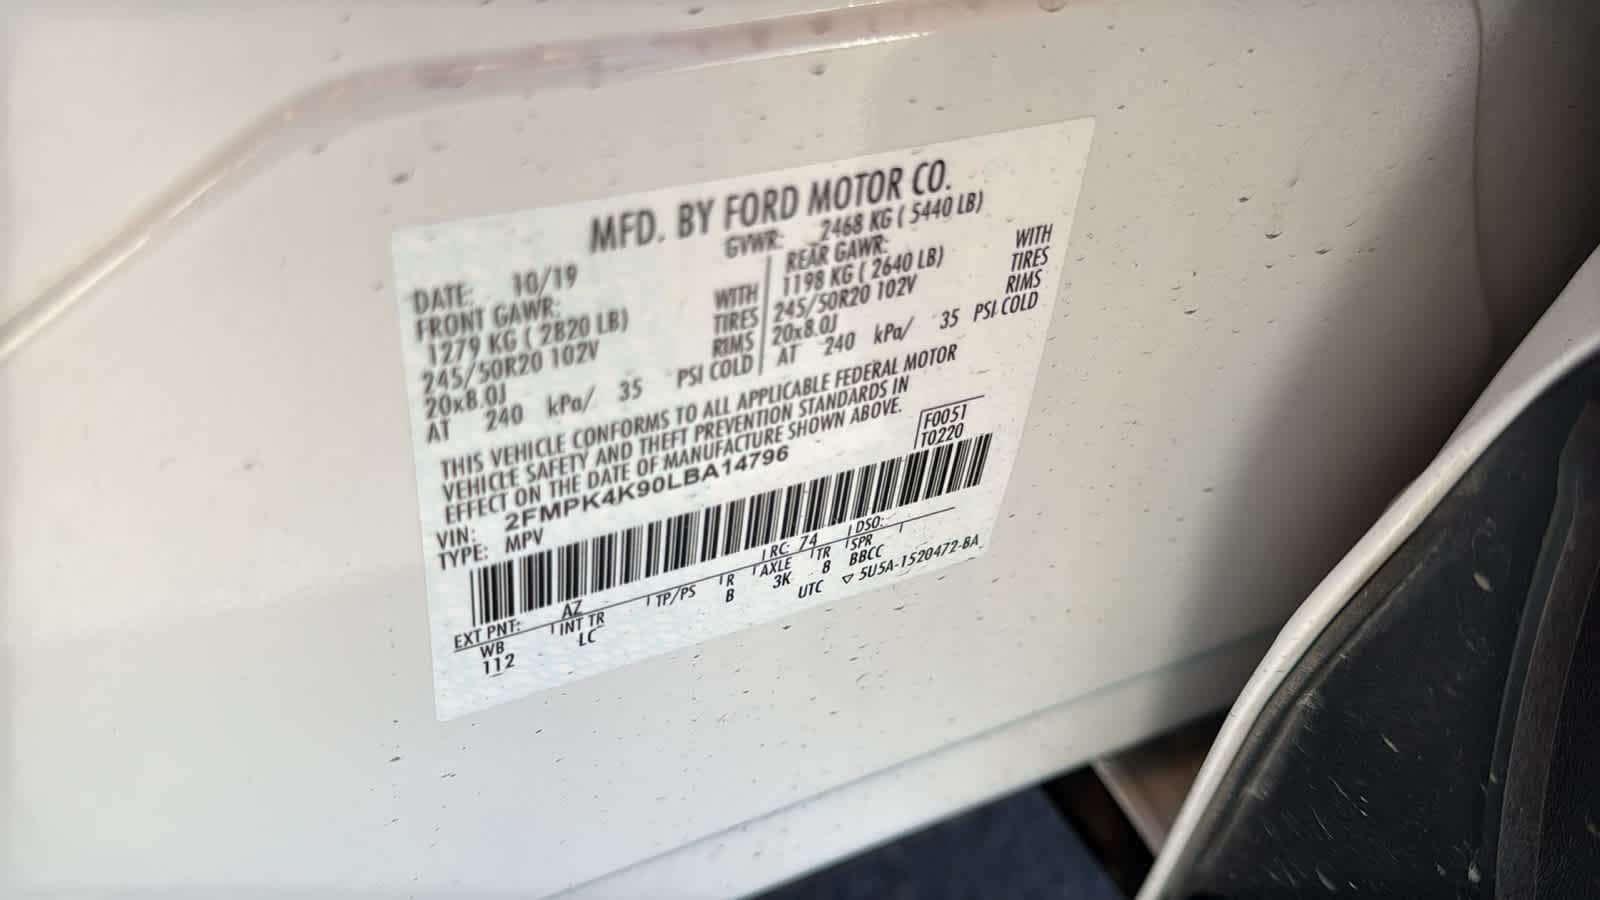 MFD. BY FORD MOTOR CO.
DATE: 10/19
GVWR: 2468 KG ( 5440 LB)
FRONT GAWR:
1279 KG ( 2820 LB) WITH
245/50R20 102V TIRES
20x8.0J RIMS
AT 240 kPa/ 35 PSI COLD
REAR GAWR:
1198 KG ( 2640 LB) WITH
245/50R20 102V TIRES
20x8.0J RIMS
AT 240 kPa/ 35 PSI COLD
THIS VEHICLE CONFORMS TO ALL APPLICABLE FEDERAL MOTOR
VEHICLE SAFETY AND THEFT PREVENTION STANDARDS IN
EFFECT ON THE DATE OF MANUFACTURE SHOWN ABOVE.
F0051
T0220
VIN: 2FMPK4K90LBA14796
TYPE: MPV
EXT PNT: AZ RC: 74 DSO:
WB INT TR TP/PS R AXLE TR SPR
112 LC B 3K 8 BBCC
UTC ▽ 5U5A-1520472-BA